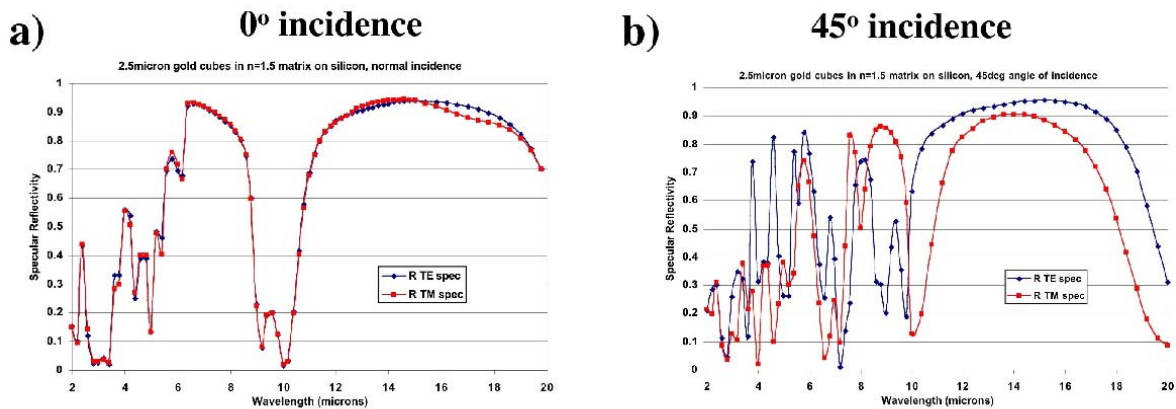 a)
0° incidence
2.5micron gold cubes in n=1.5 matrix on silicon, normal incidence
1
0.9
0.8
0.7
0.6
0.5
0.4
0.3
0.2
0.1
0
Specular Reflectivity
R TE spec
R TM spec
2 4 6 8 10 12 14 16 18 20
Wavelength (microns)
b)
45° incidence
2.5micron gold cubes in n=1.5 matrix on silicon, 45deg angle of incidence
1
0.9
0.8
0.7
0.6
0.5
0.4
0.3
0.2
0.1
0
Specular Reflectivity
R TE spec
R TM spec
2 4 6 8 10 12 14 16 18 20
Wavelength (microns)